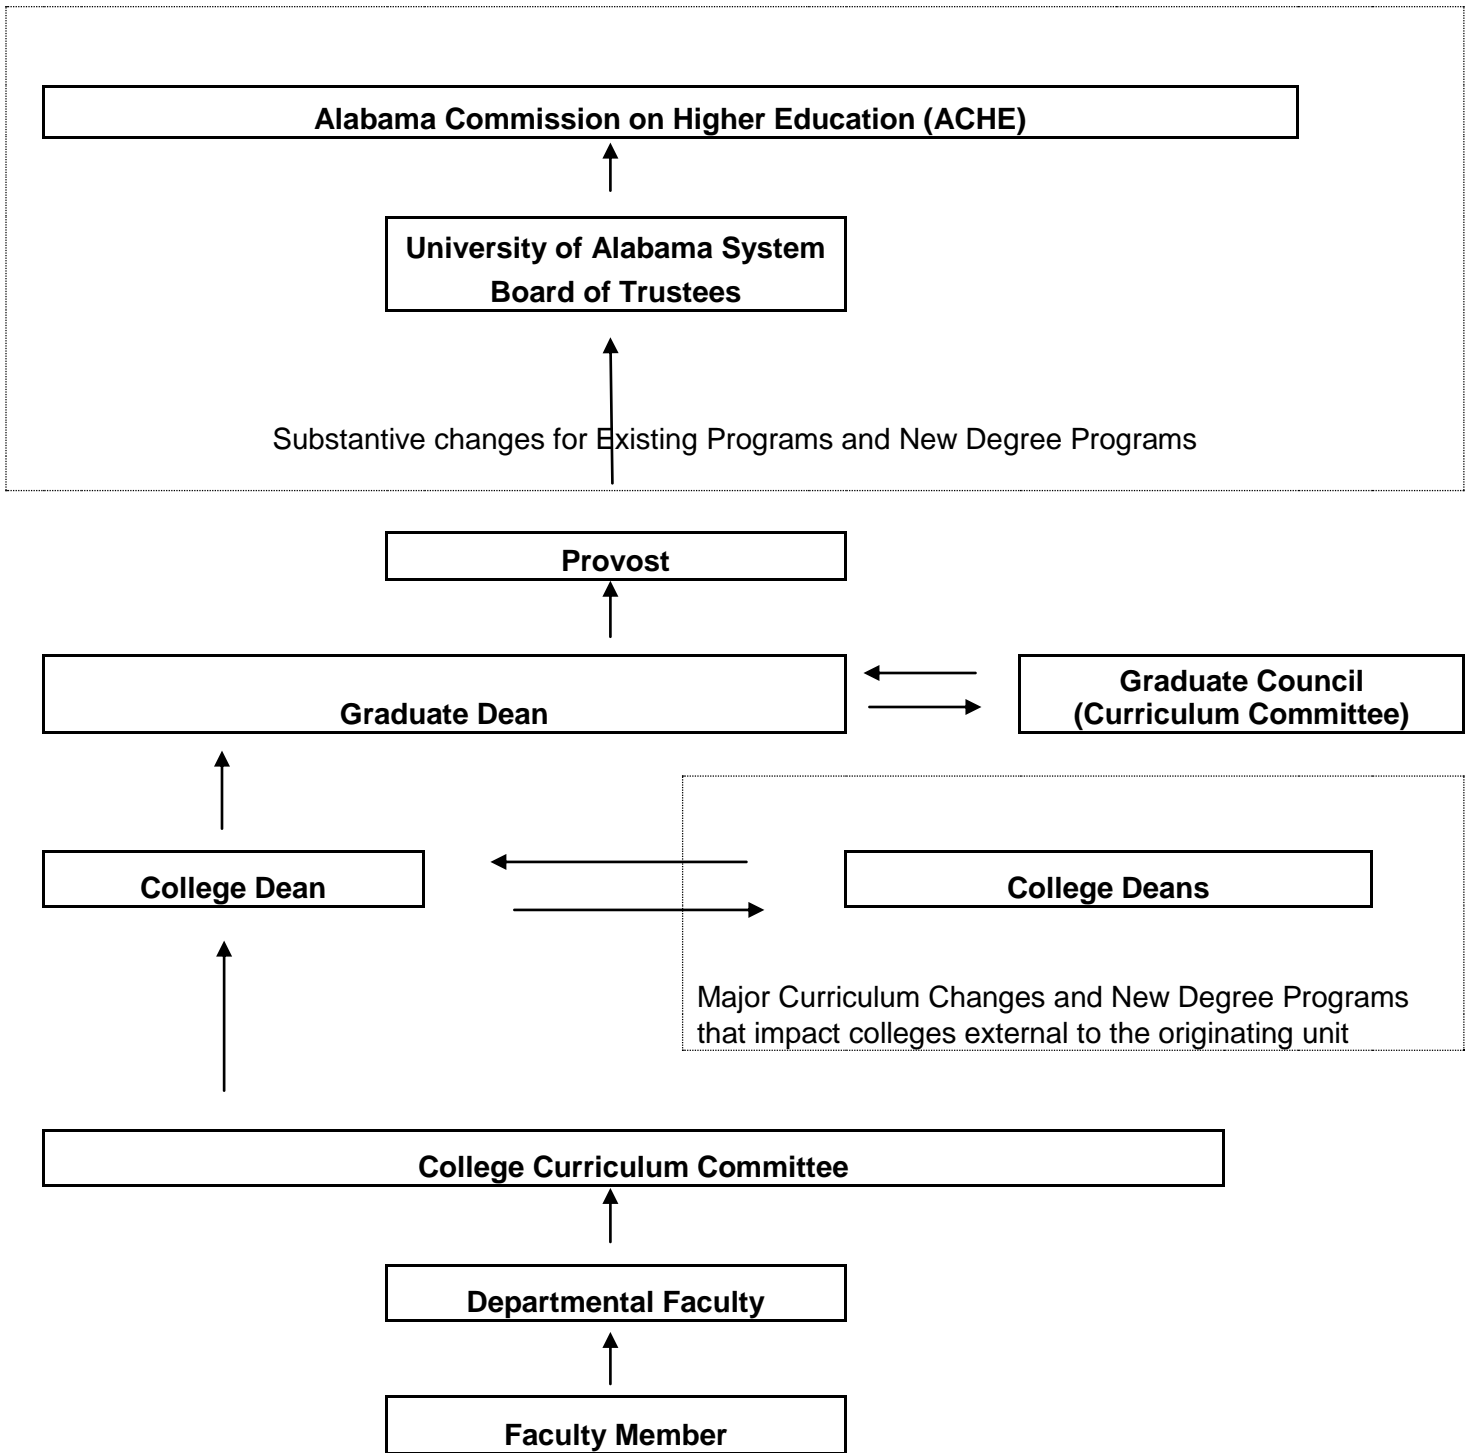 Alabama Commission on Higher Education (ACHE)
University of Alabama System
Board of Trustees
Substantive changes for Existing Programs and New Degree Programs
Provost
Graduate Dean
Graduate Council
(Curriculum Committee)
College Dean
College Deans
Major Curriculum Changes and New Degree Programs
that impact colleges external to the originating unit
College Curriculum Committee
Departmental Faculty
Faculty Member